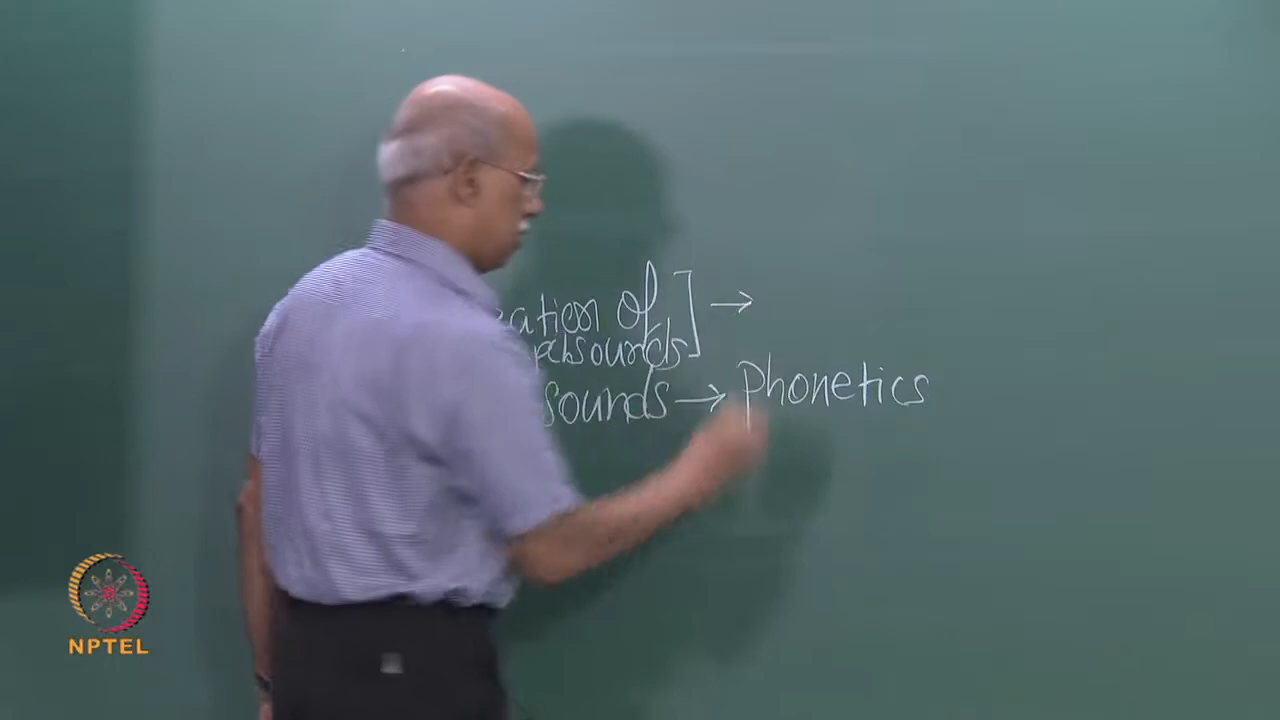 ation of] →
sounds
sounds → Phonetics
NPTEL